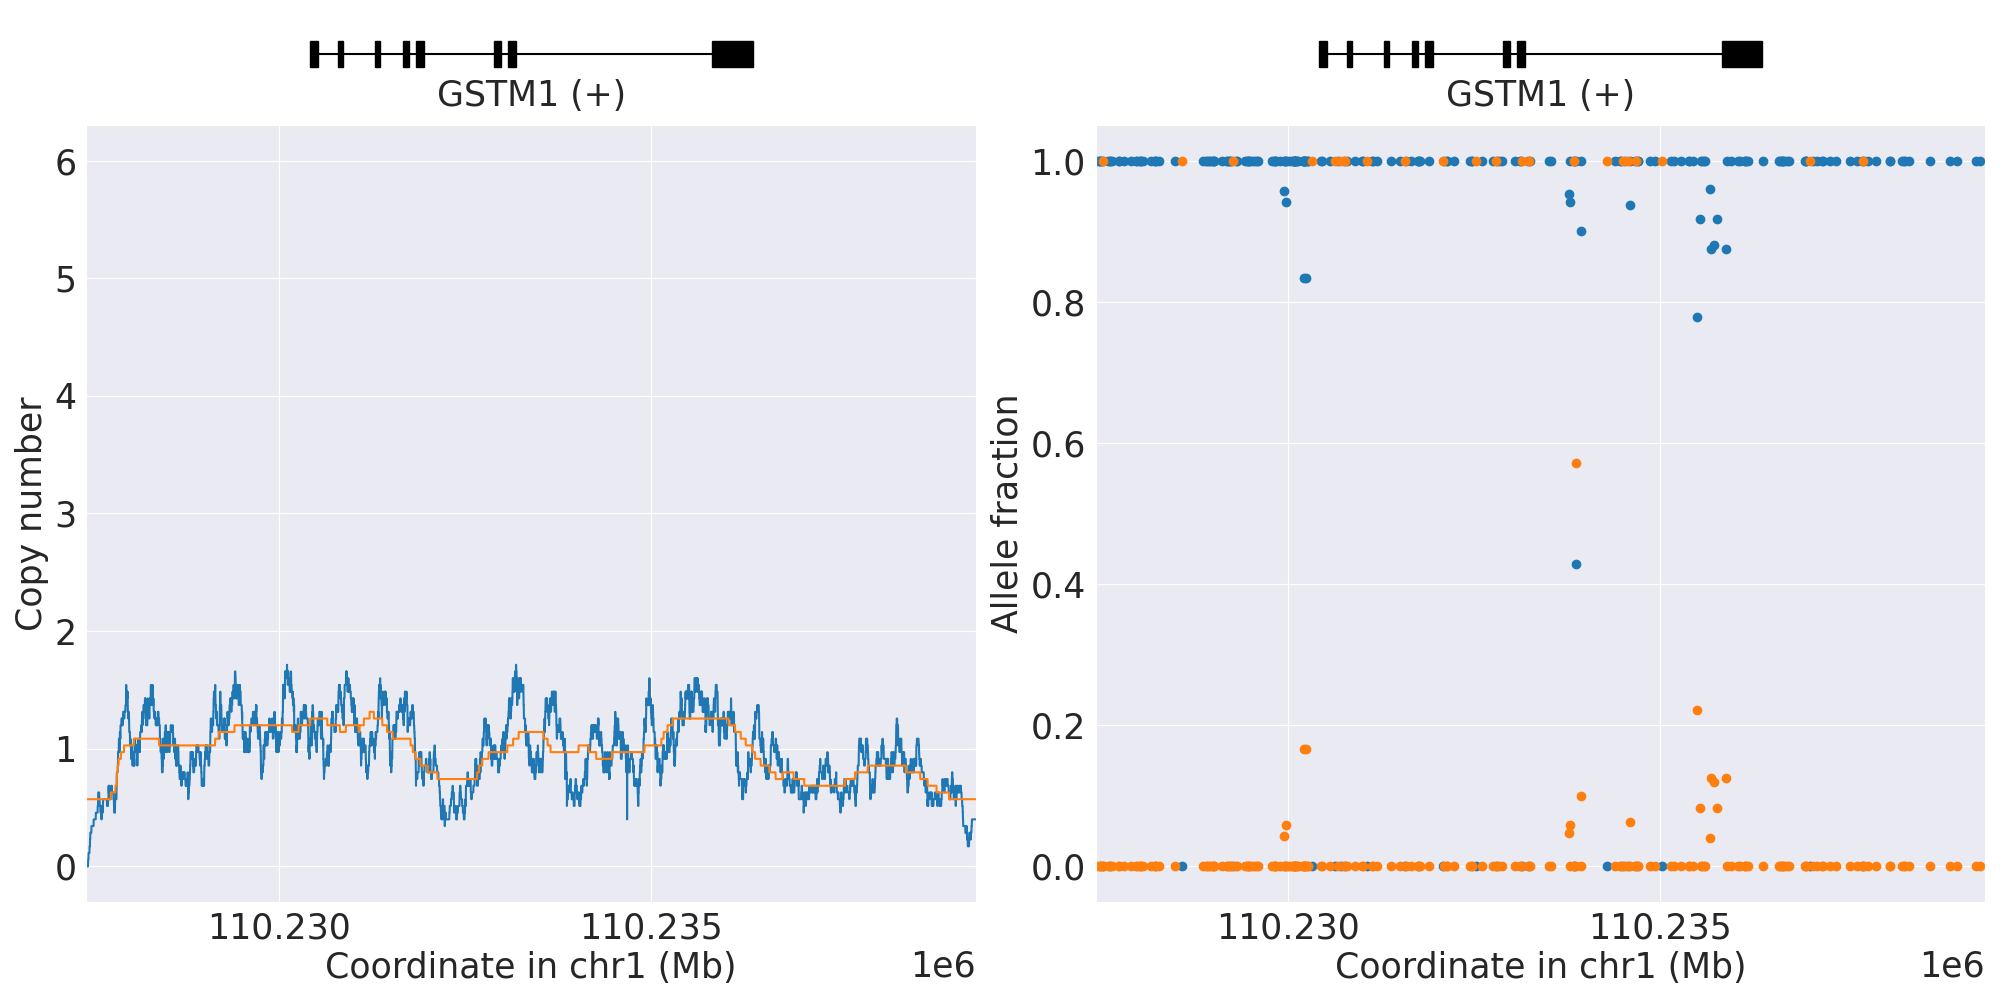 GSTM1 (+)
6
5
4
3
2
1
0
Copy number
110.230
110.235
Coordinate in chr1 (Mb)
1e6
GSTM1 (+)
1.0
0.8
0.6
0.4
0.2
0.0
Allele fraction
110.230
110.235
Coordinate in chr1 (Mb)
1e6